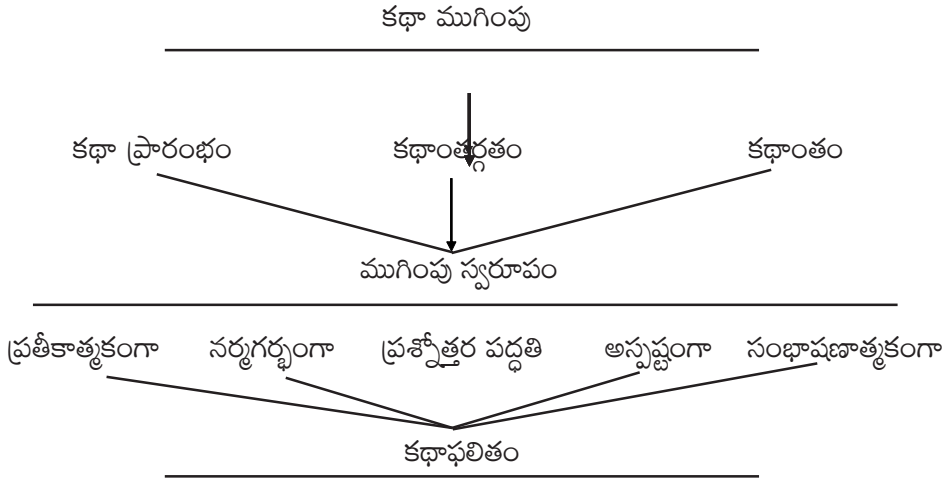 కథా ముగింపు
కథా ప్రారంభం కథాంతర్గతం కథాంతం
ముగింపు స్వరూపం
ప్రతీకాత్మకంగా నర్మగర్భంగా ప్రశ్నోత్తర పద్ధతి అస్పష్టంగా సంభాషణాత్మకంగా
కథాఫలితం